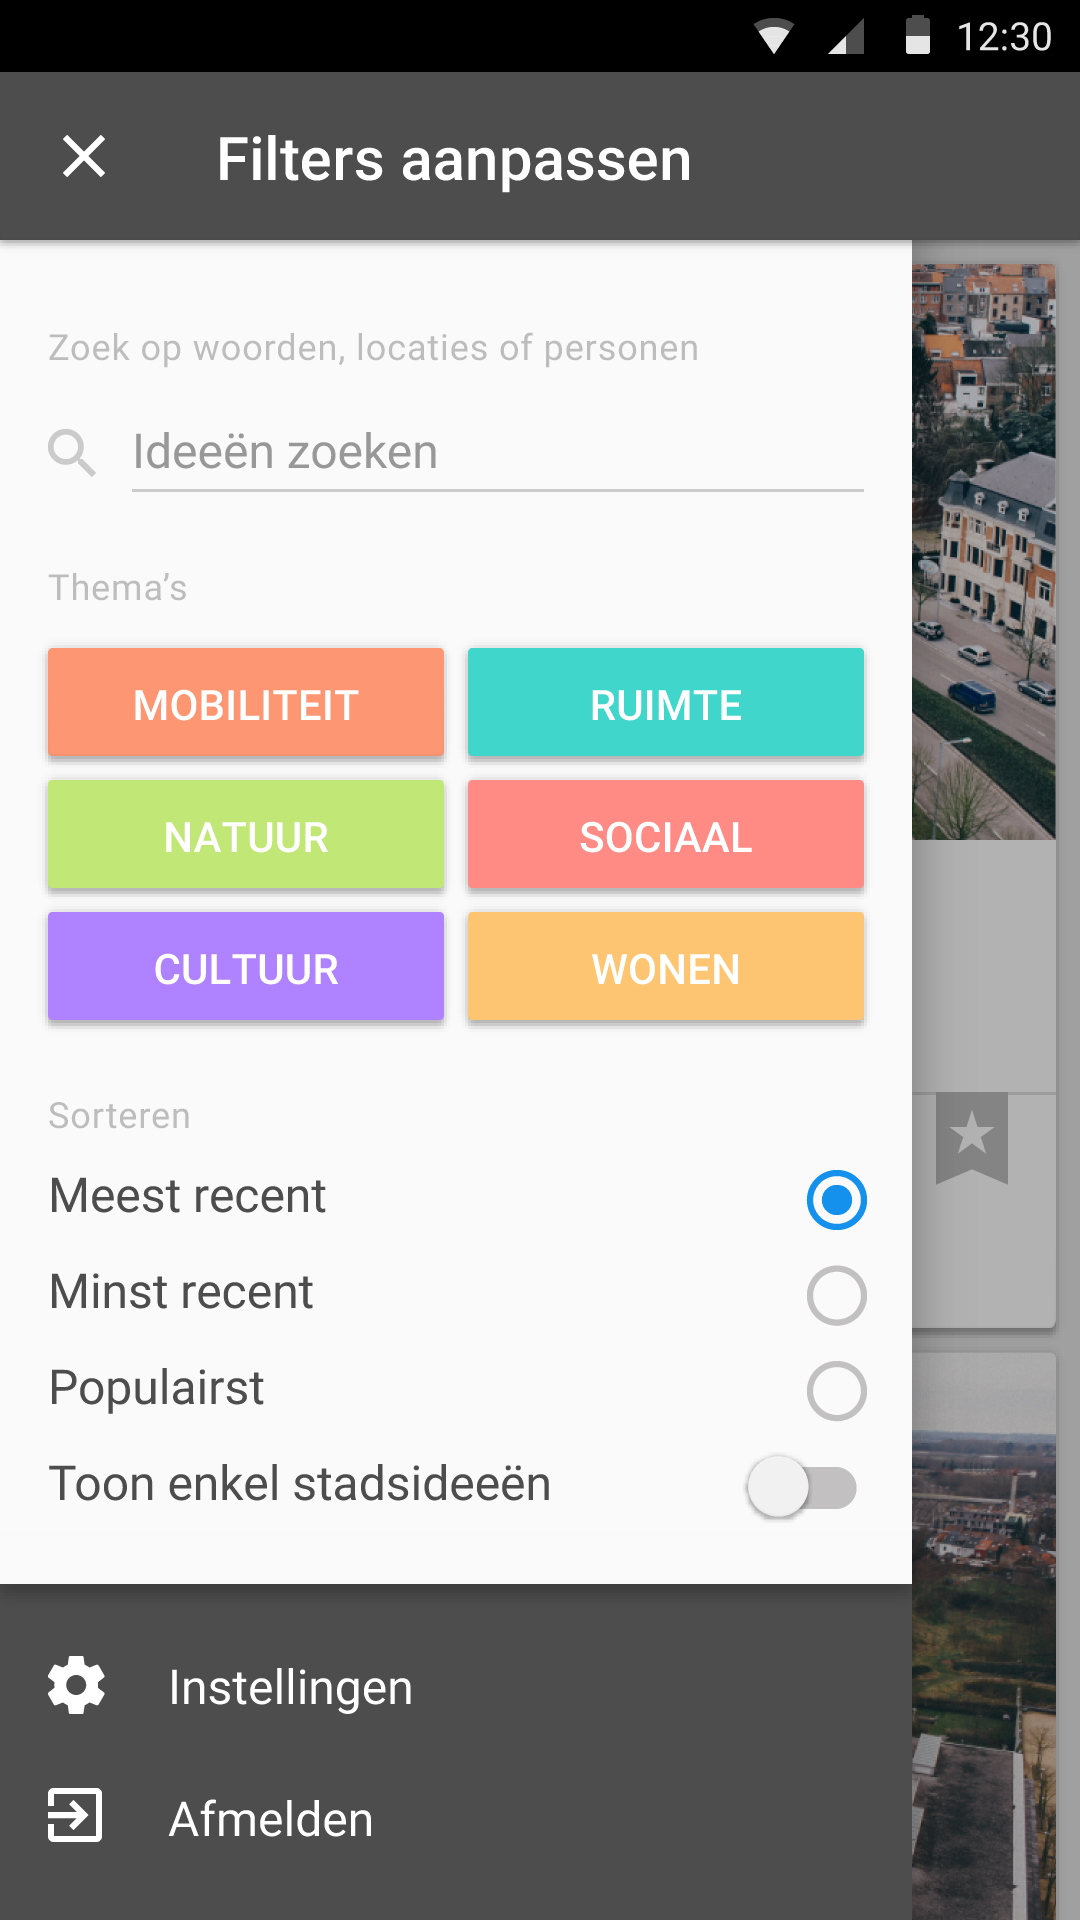 12:30
Filters aanpassen
Zoek op woorden, locaties of personen
Ideeën zoeken
Thema’s
MOBILITEIT
RUIMTE
NATUUR
SOCIAAL
CULTUUR
WONEN
Sorteren
Meest recent
Minst recent
Populairst
Toon enkel stadsideeën
Instellingen
Afmelden